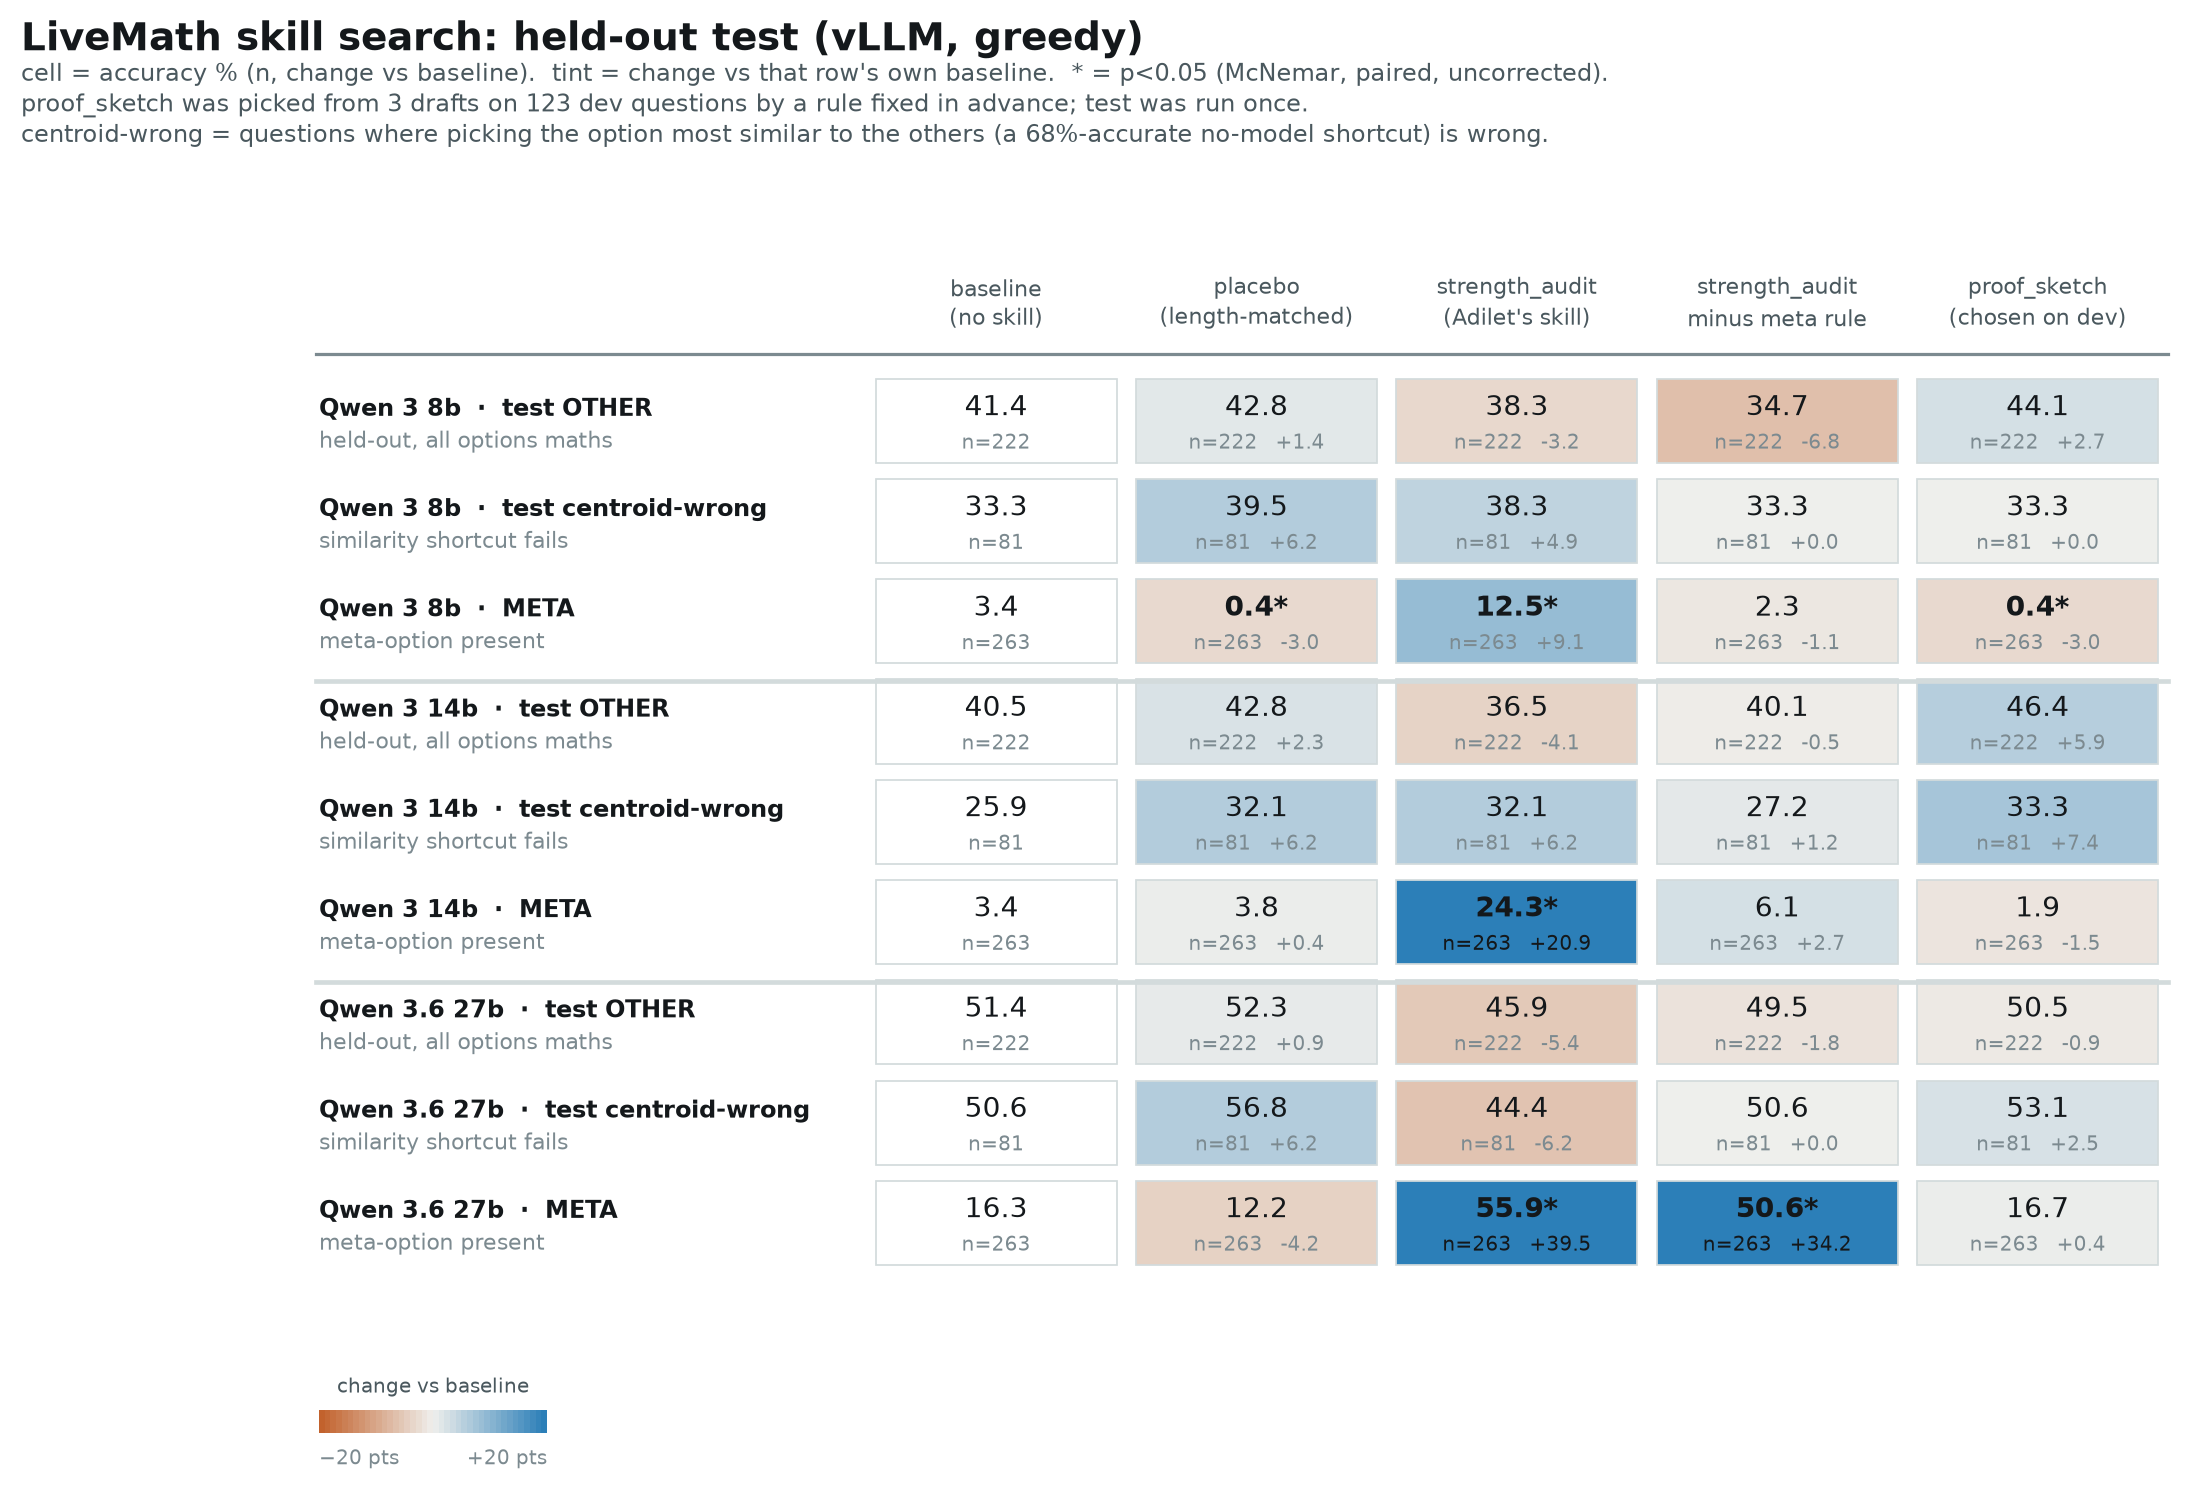 LiveMath skill search: held-out test (vLLM, greedy)
cell = accuracy % (n, change vs baseline).  tint = change vs that row's own baseline.  * = p<0.05 (McNemar, paired, uncorrected).
proof_sketch was picked from 3 drafts on 123 dev questions by a rule fixed in advance; test was run once.
centroid-wrong = questions where picking the option most similar to the others (a 68%-accurate no-model shortcut) is wrong.
baseline placebo strength_audit strength_audit proof_sketch
(no skill) (length-matched) (Adilet's skill) minus meta rule (chosen on dev)
Qwen 3 8b · test OTHER 41.4 42.8 38.3 34.7 44.1
held-out, all options maths n=222 n=222 +1.4 n=222 -3.2 n=222 -6.8 n=222 +2.7
Qwen 3 8b · test centroid-wrong 33.3 39.5 38.3 33.3 33.3
similarity shortcut fails n=81 n=81 +6.2 n=81 +4.9 n=81 +0.0 n=81 +0.0
Qwen 3 8b · META 3.4 0.4* 12.5* 2.3 0.4*
meta-option present n=263 n=263 -3.0 n=263 +9.1 n=263 -1.1 n=263 -3.0
Qwen 3 14b · test OTHER 40.5 42.8 36.5 40.1 46.4
held-out, all options maths n=222 n=222 +2.3 n=222 -4.1 n=222 -0.5 n=222 +5.9
Qwen 3 14b · test centroid-wrong 25.9 32.1 32.1 27.2 33.3
similarity shortcut fails n=81 n=81 +6.2 n=81 +6.2 n=81 +1.2 n=81 +7.4
Qwen 3 14b · META 3.4 3.8 24.3* 6.1 1.9
meta-option present n=263 n=263 +0.4 n=263 +20.9 n=263 +2.7 n=263 -1.5
Qwen 3.6 27b · test OTHER 51.4 52.3 45.9 49.5 50.5
held-out, all options maths n=222 n=222 +0.9 n=222 -5.4 n=222 -1.8 n=222 -0.9
Qwen 3.6 27b · test centroid-wrong 50.6 56.8 44.4 50.6 53.1
similarity shortcut fails n=81 n=81 +6.2 n=81 -6.2 n=81 +0.0 n=81 +2.5
Qwen 3.6 27b · META 16.3 12.2 55.9* 50.6* 16.7
meta-option present n=263 n=263 -4.2 n=263 +39.5 n=263 +34.2 n=263 +0.4
change vs baseline
−20 pts +20 pts